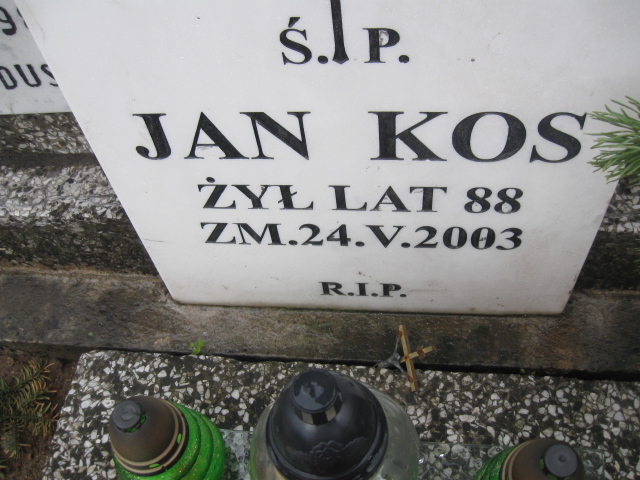 Ś.P.
JAN KOS
ŻYŁ LAT 88
ZM.24.V.2003
R.I.P.